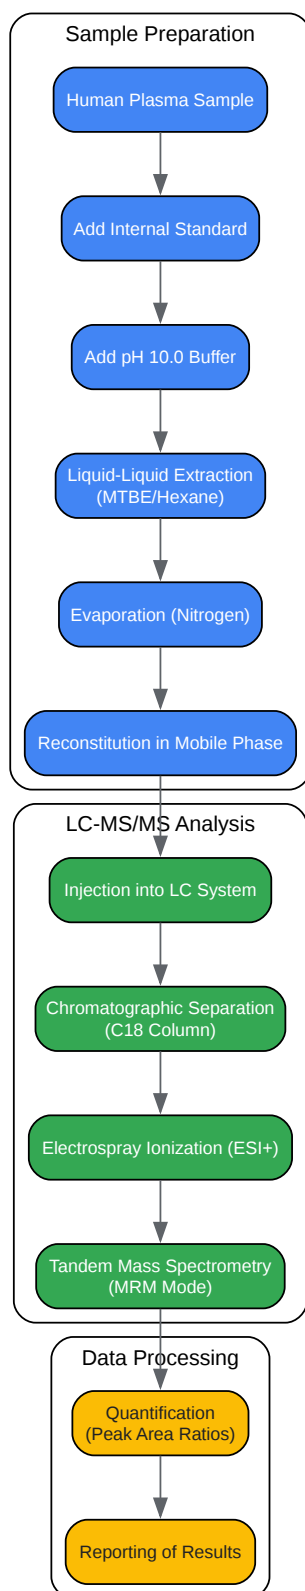 Sample Preparation
Human Plasma Sample
Add Internal Standard
Add pH 10.0 Buffer
Liquid-Liquid Extraction
(MTBE/Hexane)
Evaporation (Nitrogen)
Reconstitution in Mobile Phase
LC-MS/MS Analysis
Injection into LC System
Chromatographic Separation
(C18 Column)
Electrospray Ionization (ESI+)
Tandem Mass Spectrometry
(MRM Mode)
Data Processing
Quantification
(Peak Area Ratios)
Reporting of Results